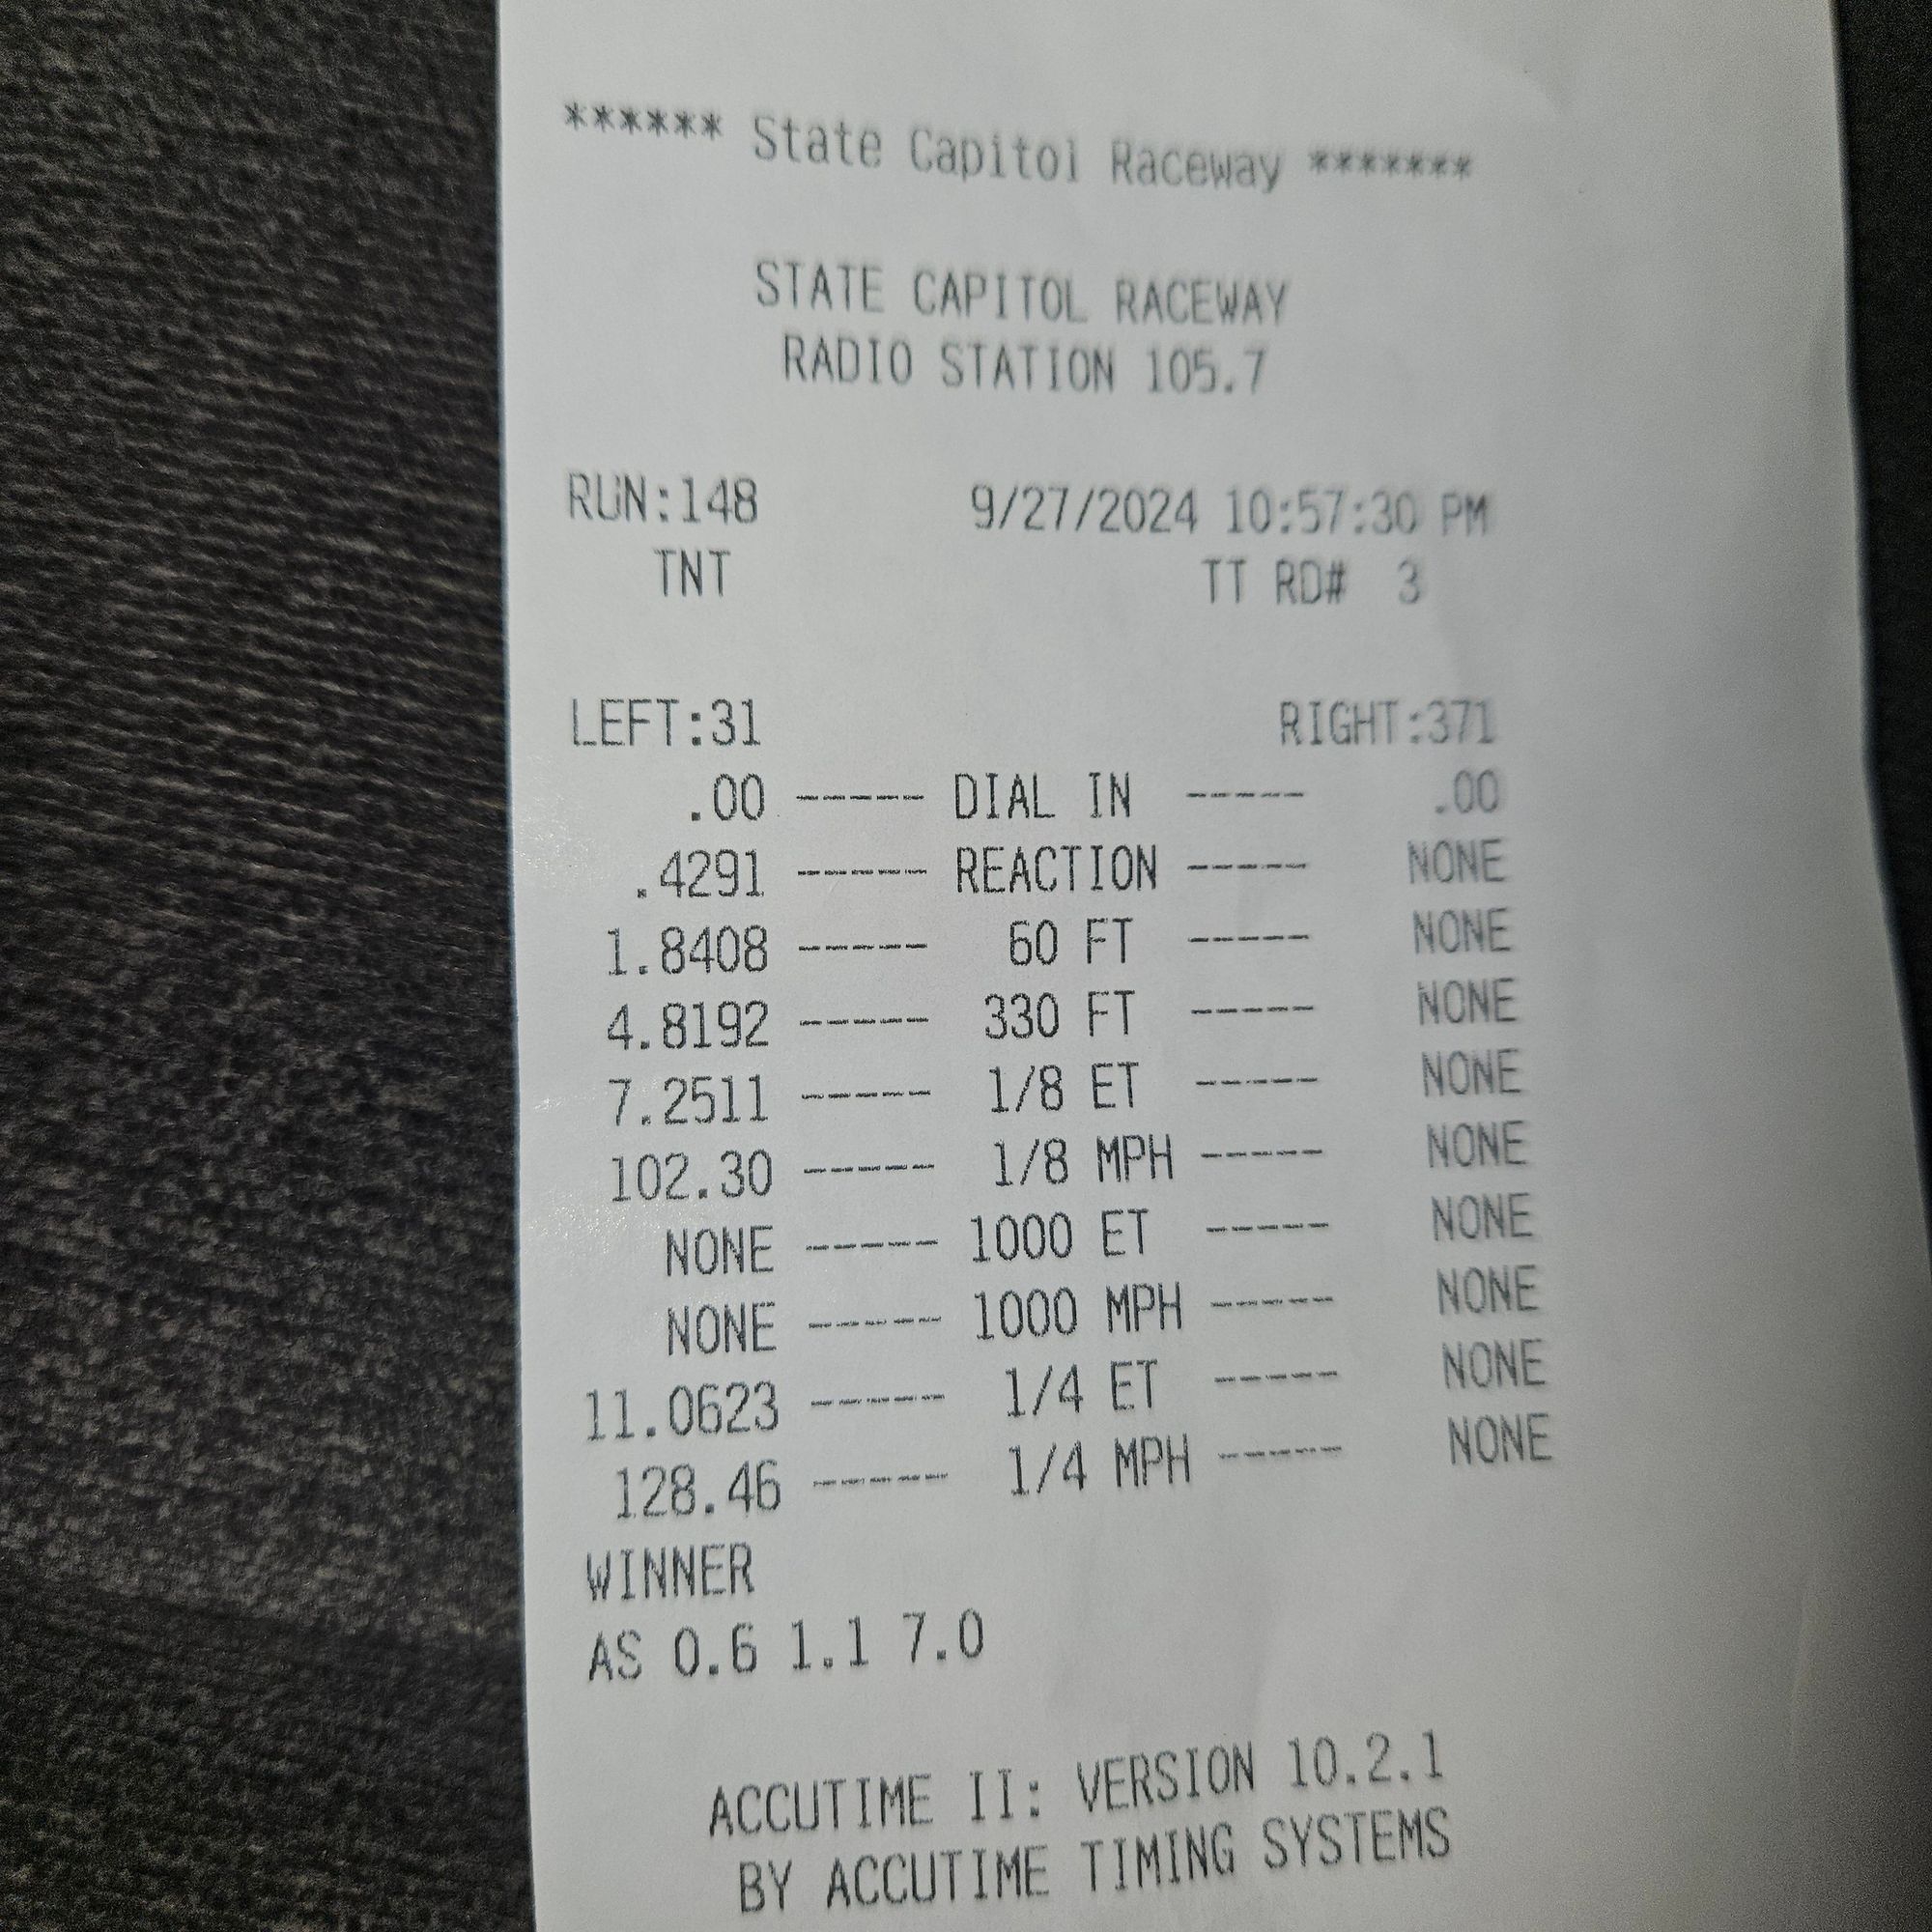 ****** State Capitol Raceway *******
STATE CAPITOL RACEWAY
RADIO STATION 105.7
RUN:148 9/27/2024 10:57:30 PM
TNT TT RD# 3
LEFT:31 RIGHT:371
.00 ----- DIAL IN ----- .00
.4291 ----- REACTION ----- NONE
1.8408 ----- 60 FT ----- NONE
4.8192 ----- 330 FT ----- NONE
7.2511 ----- 1/8 ET ----- NONE
102.30 ----- 1/8 MPH ----- NONE
NONE ----- 1000 ET ----- NONE
NONE ----- 1000 MPH ----- NONE
11.0623 ----- 1/4 ET ----- NONE
128.46 ----- 1/4 MPH ----- NONE
WINNER
AS 0.6 1.1 7.0
ACCUTIME II: VERSION 10.2.1
BY ACCUTIME TIMING SYSTEMS